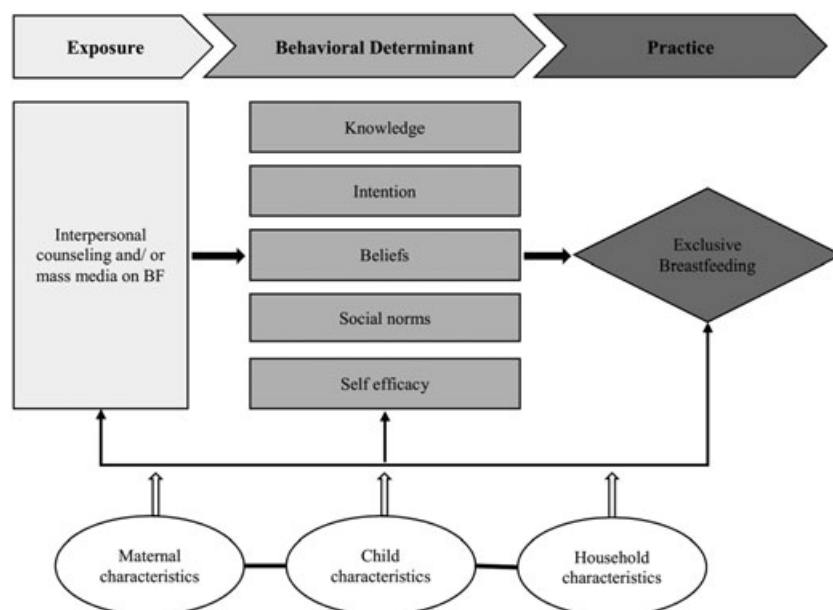 Exposure
Behavioral Determinant
Practice
Knowledge
Intention
Interpersonal
counseling and/ or
mass media on BF
Beliefs
Exclusive
Breastfeeding
Social norms
Self efficacy
Maternal
characteristics
Child
characteristics
Household
characteristics